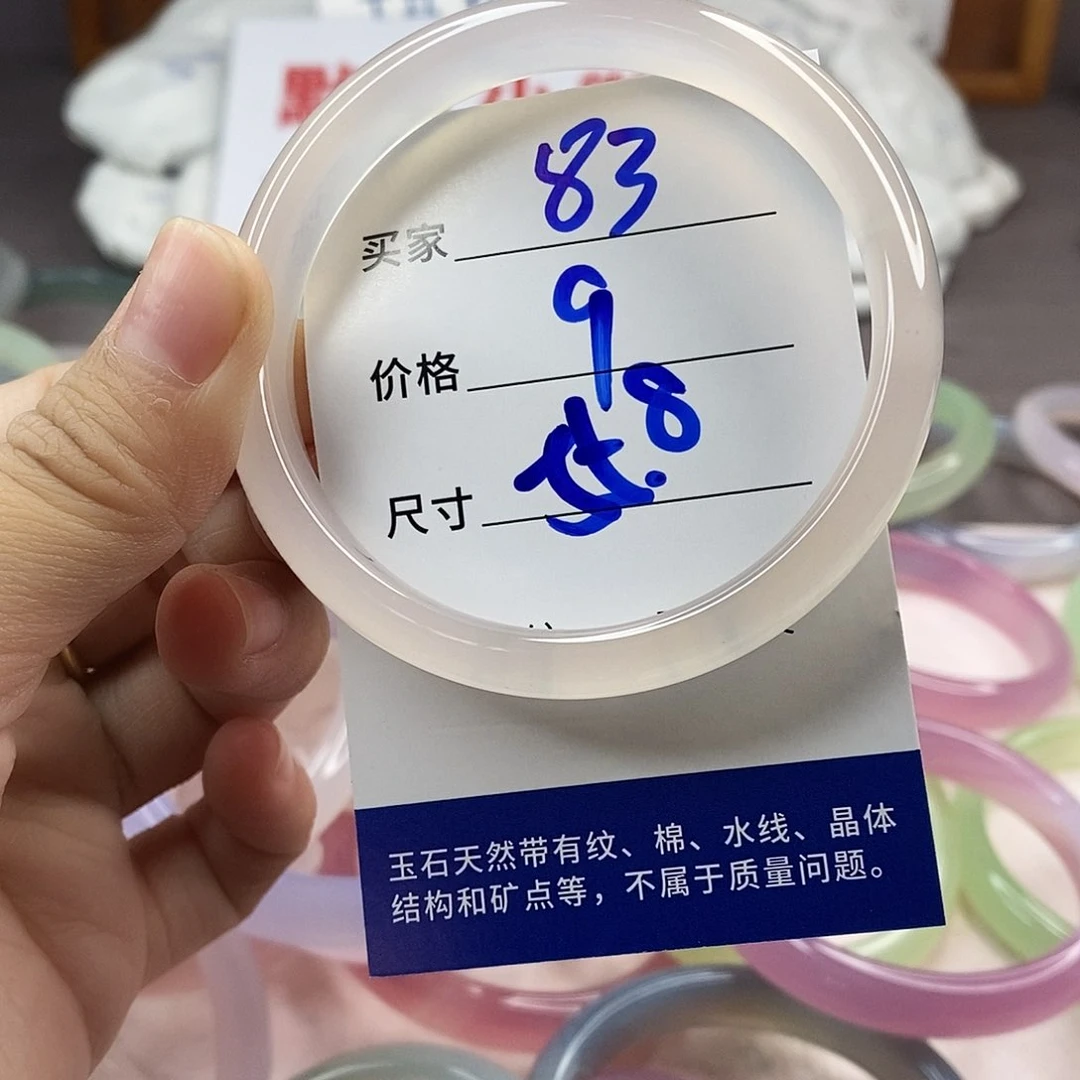 买家 83
价格 9
尺寸 .8
玉石天然带有纹、棉、水线、晶体
结构和矿点等，不属于质量问题。